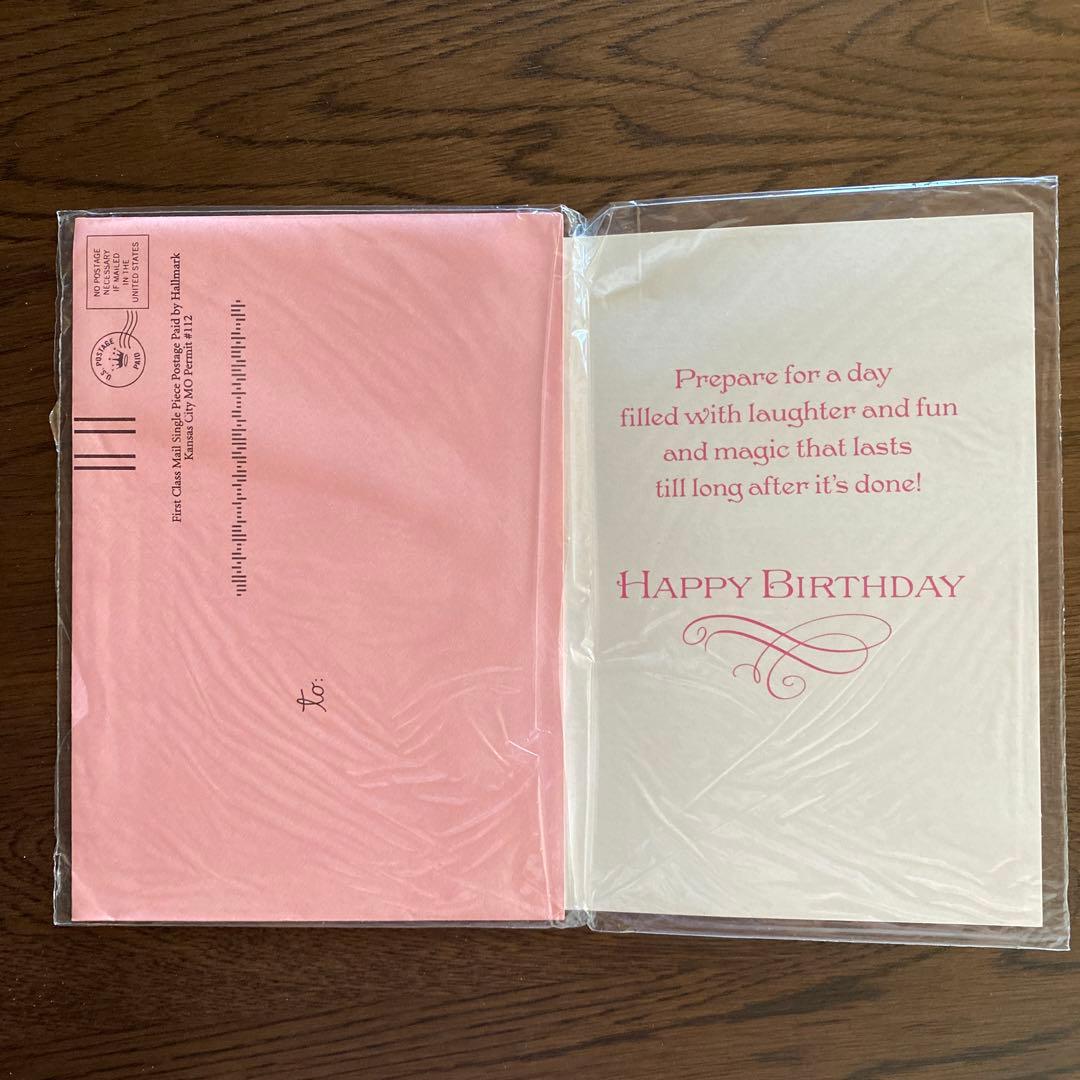 NO POSTAGE
NECESSARY
IF MAILED
IN THE
UNITED STATES
U.S. POSTAGE
PAID
First Class Mail Single Piece Postage Paid by Hallmark
Kansas City MO Permit #112
to:
Prepare for a day
filled with laughter and fun
and magic that lasts
till long after it's done!
HAPPY BIRTHDAY